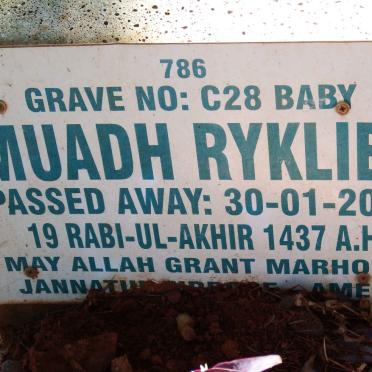 786
GRAVE NO: C28 BABY
MUADH RYKLIE
PASSED AWAY: 30-01-20
19 RABI-UL-AKHIR 1437 A.H
MAY ALLAH GRANT MARHO